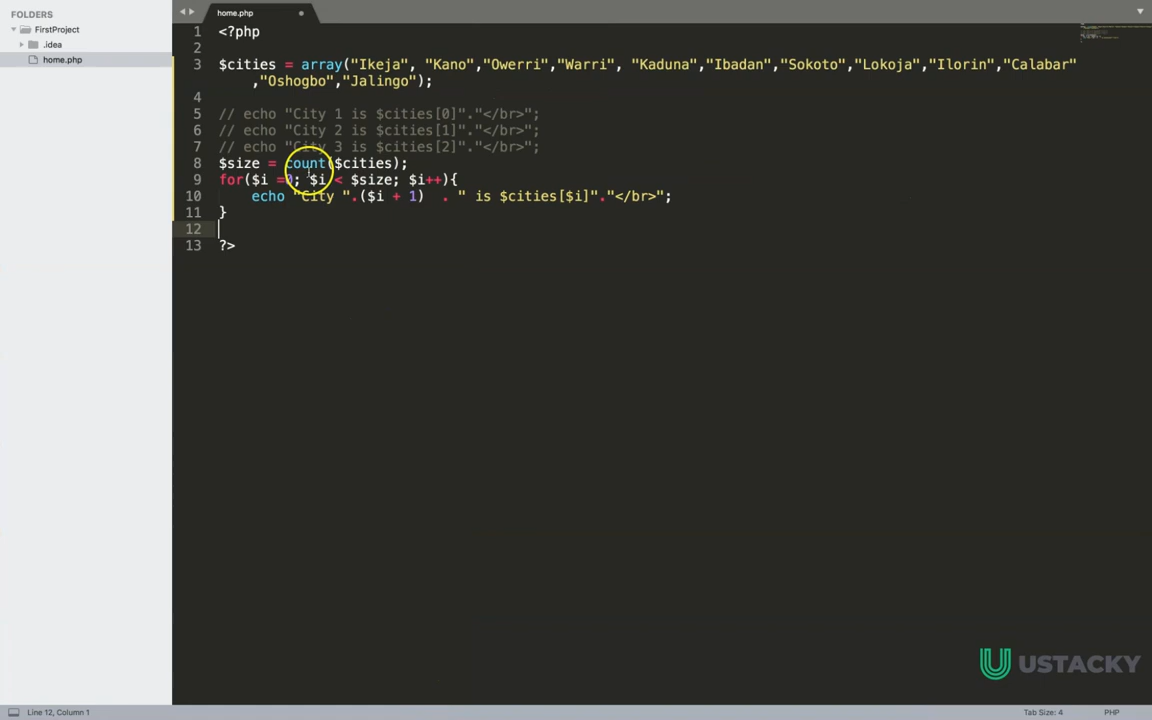 FOLDERS
FirstProject
.idea
home.php
home.php
1 <?php
2
3 $cities = array("Ikeja", "Kano","Owerri","Warri", "Kaduna","Ibadan","Sokoto","Lokoja","Ilorin","Calabar"
,"Oshogbo","Jalingo");
4
5 // echo "City 1 is $cities[0]"."</br>";
6 // echo "City 2 is $cities[1]"."</br>";
7 // echo "City 3 is $cities[2]"."</br>";
8 $size = count($cities);
9 for($i =0; $i < $size; $i++){
10 echo "City ".($i + 1) . " is $cities[$i]"."</br>";
11 }
12
13 ?>
USTACKY
Line 12, Column 1
Tab Size: 4
PHP